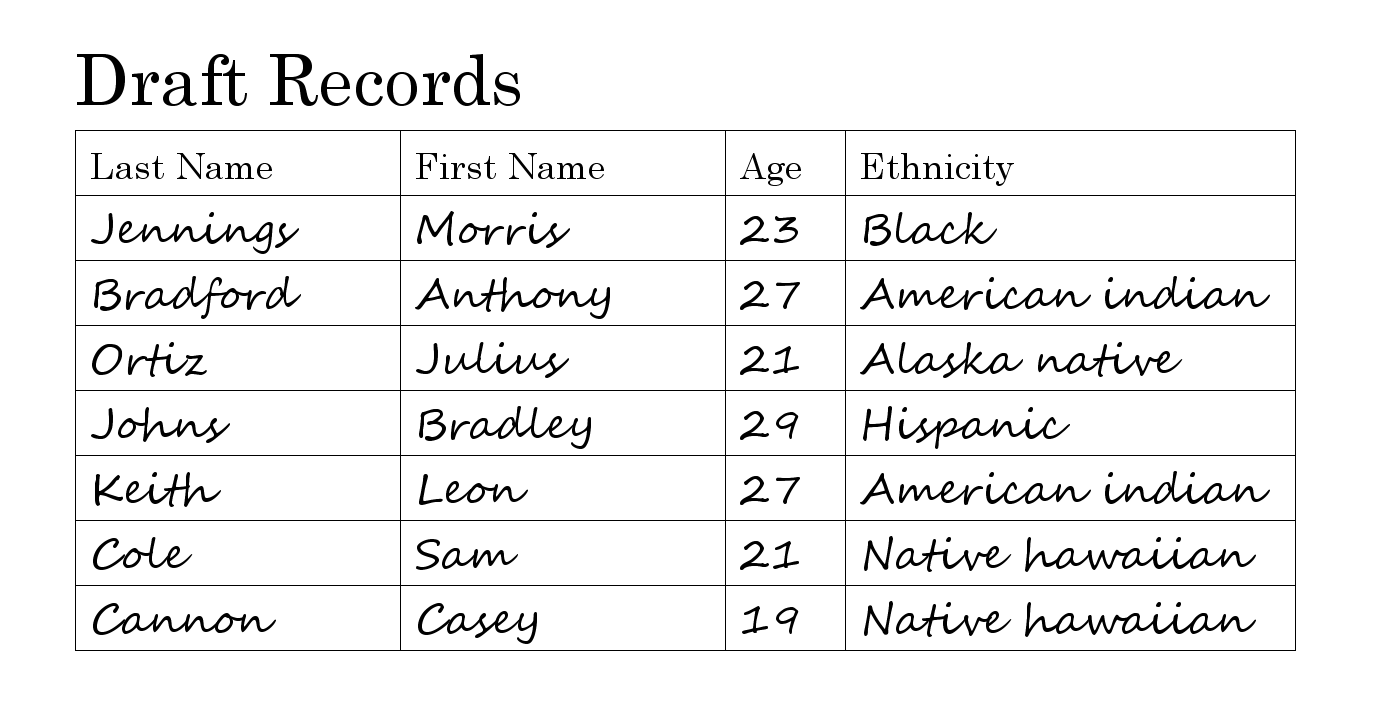 Draft Records
Last Name First Name Age Ethnicity
Jennings Morris 23 Black
Bradford Anthony 27 American indian
Ortiz Julius 21 Alaska native
Johns Bradley 29 Hispanic
Keith Leon 27 American indian
Cole Sam 21 Native hawaiian
Cannon Casey 19 Native hawaiian